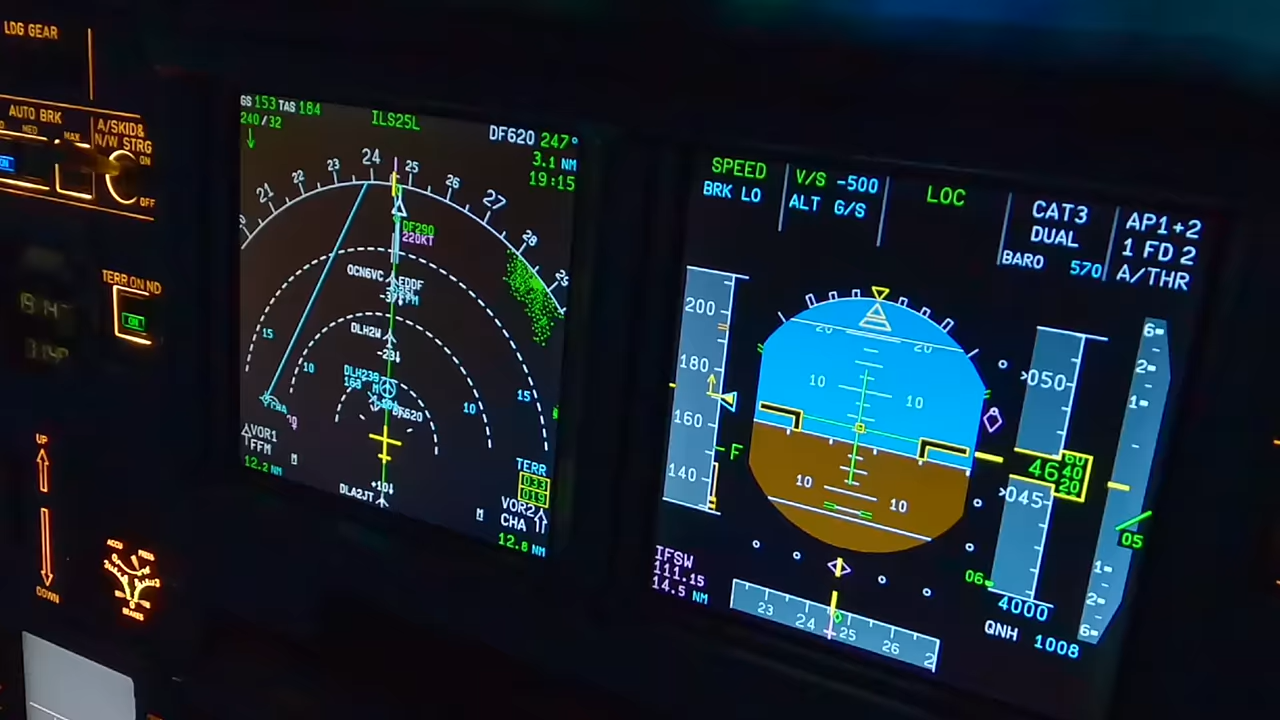 LDG GEAR
AUTO BRK
MED
MAX
ON
A/SKID&
N/W STRG
ON
OFF
TERR ON ND
ON
UP
DOWN
ACCU
PRESS
BRAKES
GS 153 TAS 184
240/32
ILS25L
DF620 247°
3.1 NM
19:15
21
22
23
24
25
26
27
28
DF290
220KT
QCN6VC
EDDF
DLH2W
15
10
10
15
VOR1
FFM
12.2 NM
M
+10
DLA2JT
M
TERR
033
019
VOR2
CHA
12.8 NM
SPEED
BRK LO
V/S -500
ALT G/S
LOC
CAT3
DUAL
BARO 570
AP1+2
1 FD 2
A/THR
200
180
160
140
F
20 20
10 10
10 10
050
46
60
40
20
045
06
6
2
1
05
1
2
6
IFSW
111.15
14.5 NM
23 24 25 26 2
4000
QNH 1008